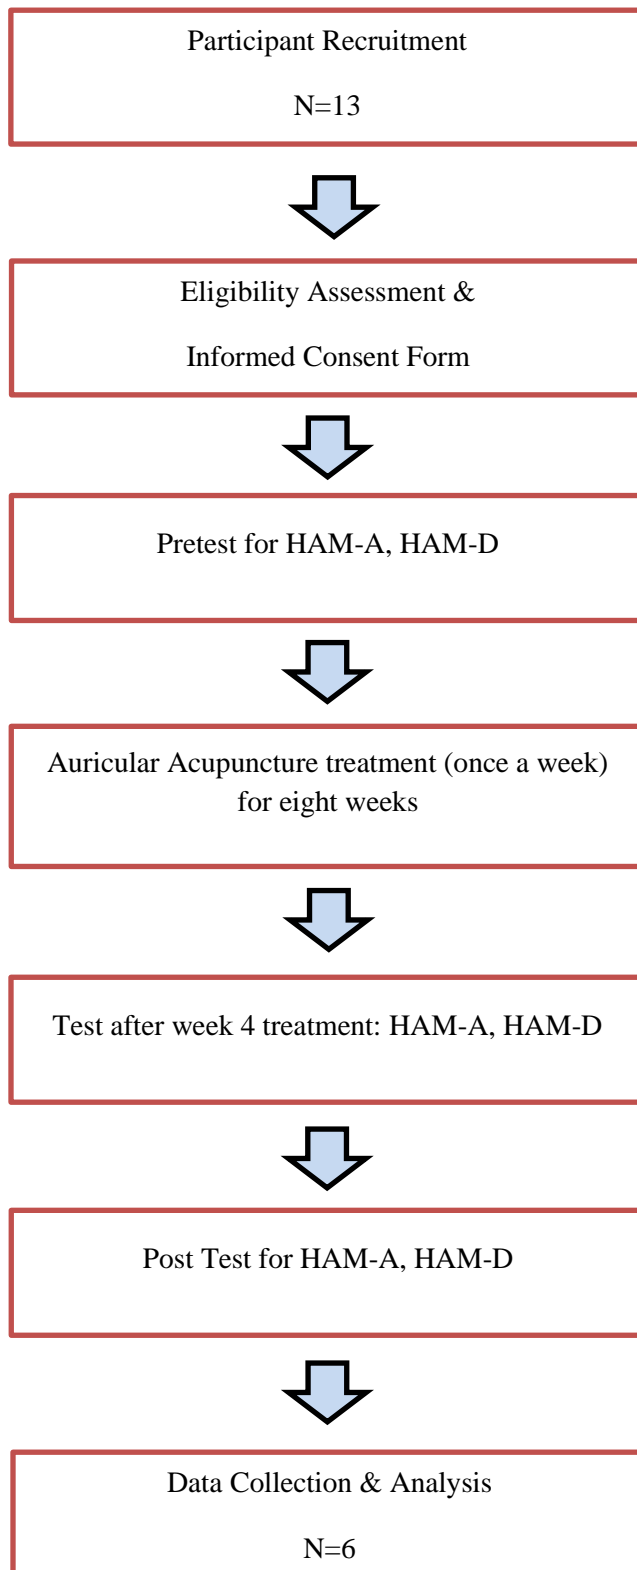 Participant Recruitment
N=13
Eligibility Assessment &
Informed Consent Form
Pretest for HAM-A, HAM-D
Auricular Acupuncture treatment (once a week)
for eight weeks
Test after week 4 treatment: HAM-A, HAM-D
Post Test for HAM-A, HAM-D
Data Collection & Analysis
N=6